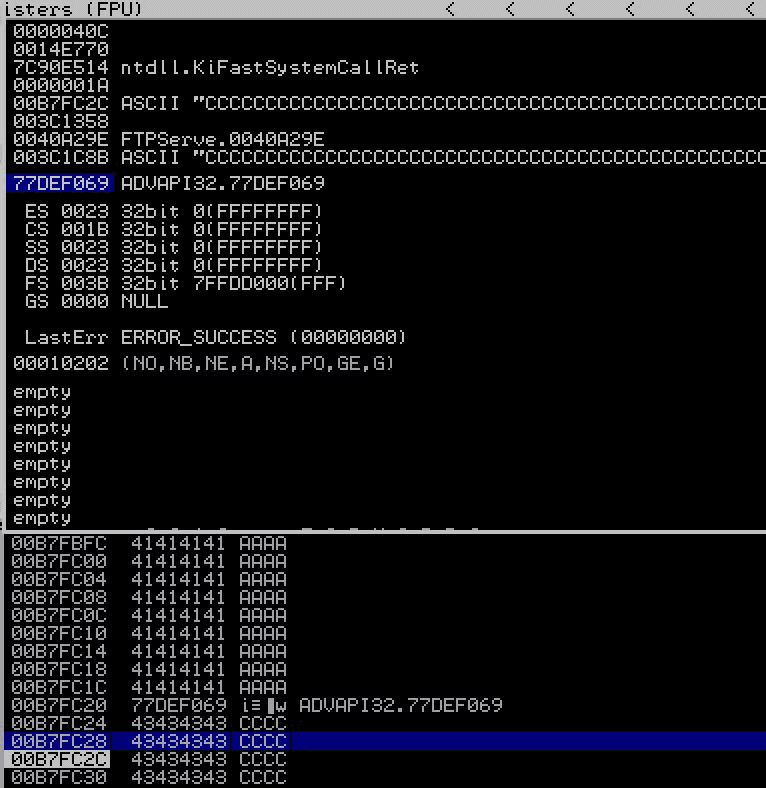 isters (FPU) < < < < < <
0000040C
0014E770
7C90E514 ntdll.KiFastSystemCallRet
0000001A
00B7FC2C ASCII "CCCCCCCCCCCCCCCCCCCCCCCCCCCCCCCCCCCCCCCCCCCCCC
003C1358
0040A29E FTPServe.0040A29E
003C1C8B ASCII "CCCCCCCCCCCCCCCCCCCCCCCCCCCCCCCCCCCCCCCCCCCCCC
77DEF069 ADVAPI32.77DEF069
ES 0023 32bit 0(FFFFFFFF)
CS 001B 32bit 0(FFFFFFFF)
SS 0023 32bit 0(FFFFFFFF)
DS 0023 32bit 0(FFFFFFFF)
FS 003B 32bit 7FFDD000(FFF)
GS 0000 NULL
LastErr ERROR_SUCCESS (00000000)
00010202 (NO,NB,NE,A,NS,PO,GE,G)
empty
empty
empty
empty
empty
empty
empty
empty
00B7FBFC 41414141 AAAA
00B7FC00 41414141 AAAA
00B7FC04 41414141 AAAA
00B7FC08 41414141 AAAA
00B7FC0C 41414141 AAAA
00B7FC10 41414141 AAAA
00B7FC14 41414141 AAAA
00B7FC18 41414141 AAAA
00B7FC1C 41414141 AAAA
00B7FC20 77DEF069 i≡▐w ADVAPI32.77DEF069
00B7FC24 43434343 CCCC
00B7FC28 43434343 CCCC
00B7FC2C 43434343 CCCC
00B7FC30 43434343 CCCC